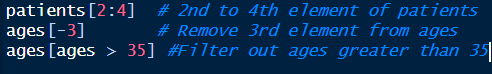 patients[2:4]  # 2nd to 4th element of patients
ages[-3]       # Remove 3rd element from ages
ages[ages > 35] #Filter out ages greater than 35